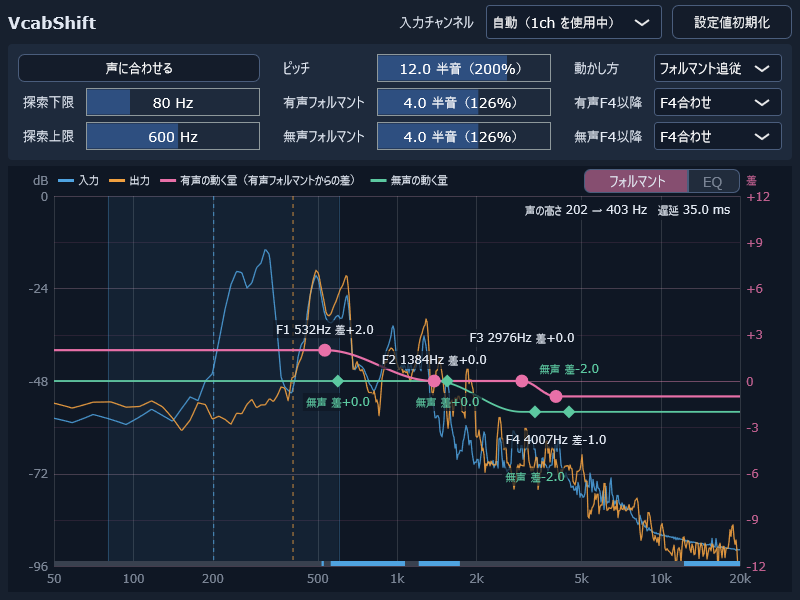 VcabShift 入力チャンネル 自動（1ch を使用中） 設定値初期化
声に合わせる ピッチ 12.0 半音（200%） 動かし方 フォルマント追従
探索下限 80 Hz 有声フォルマント 4.0 半音（126%） 有声F4以降 F4合わせ
探索上限 600 Hz 無声フォルマント 4.0 半音（126%） 無声F4以降 F4合わせ
dB 入力 出力 有声の動く量（有声フォルマントからの差） 無声の動く量 フォルマント EQ 差
0 +12
声の高さ 202 → 403 Hz 遅延 35.0 ms
+9
-24 +6
F1 532Hz 差+2.0
F3 2976Hz 差+0.0
+3
F2 1384Hz 差+0.0
無声 差-2.0
-48 0
無声 差+0.0 無声 差+0.0
-3
F4 4007Hz 差-1.0
-72 -6
無声 差-2.0
-9
-96 -12
50 100 200 500 1k 2k 5k 10k 20k